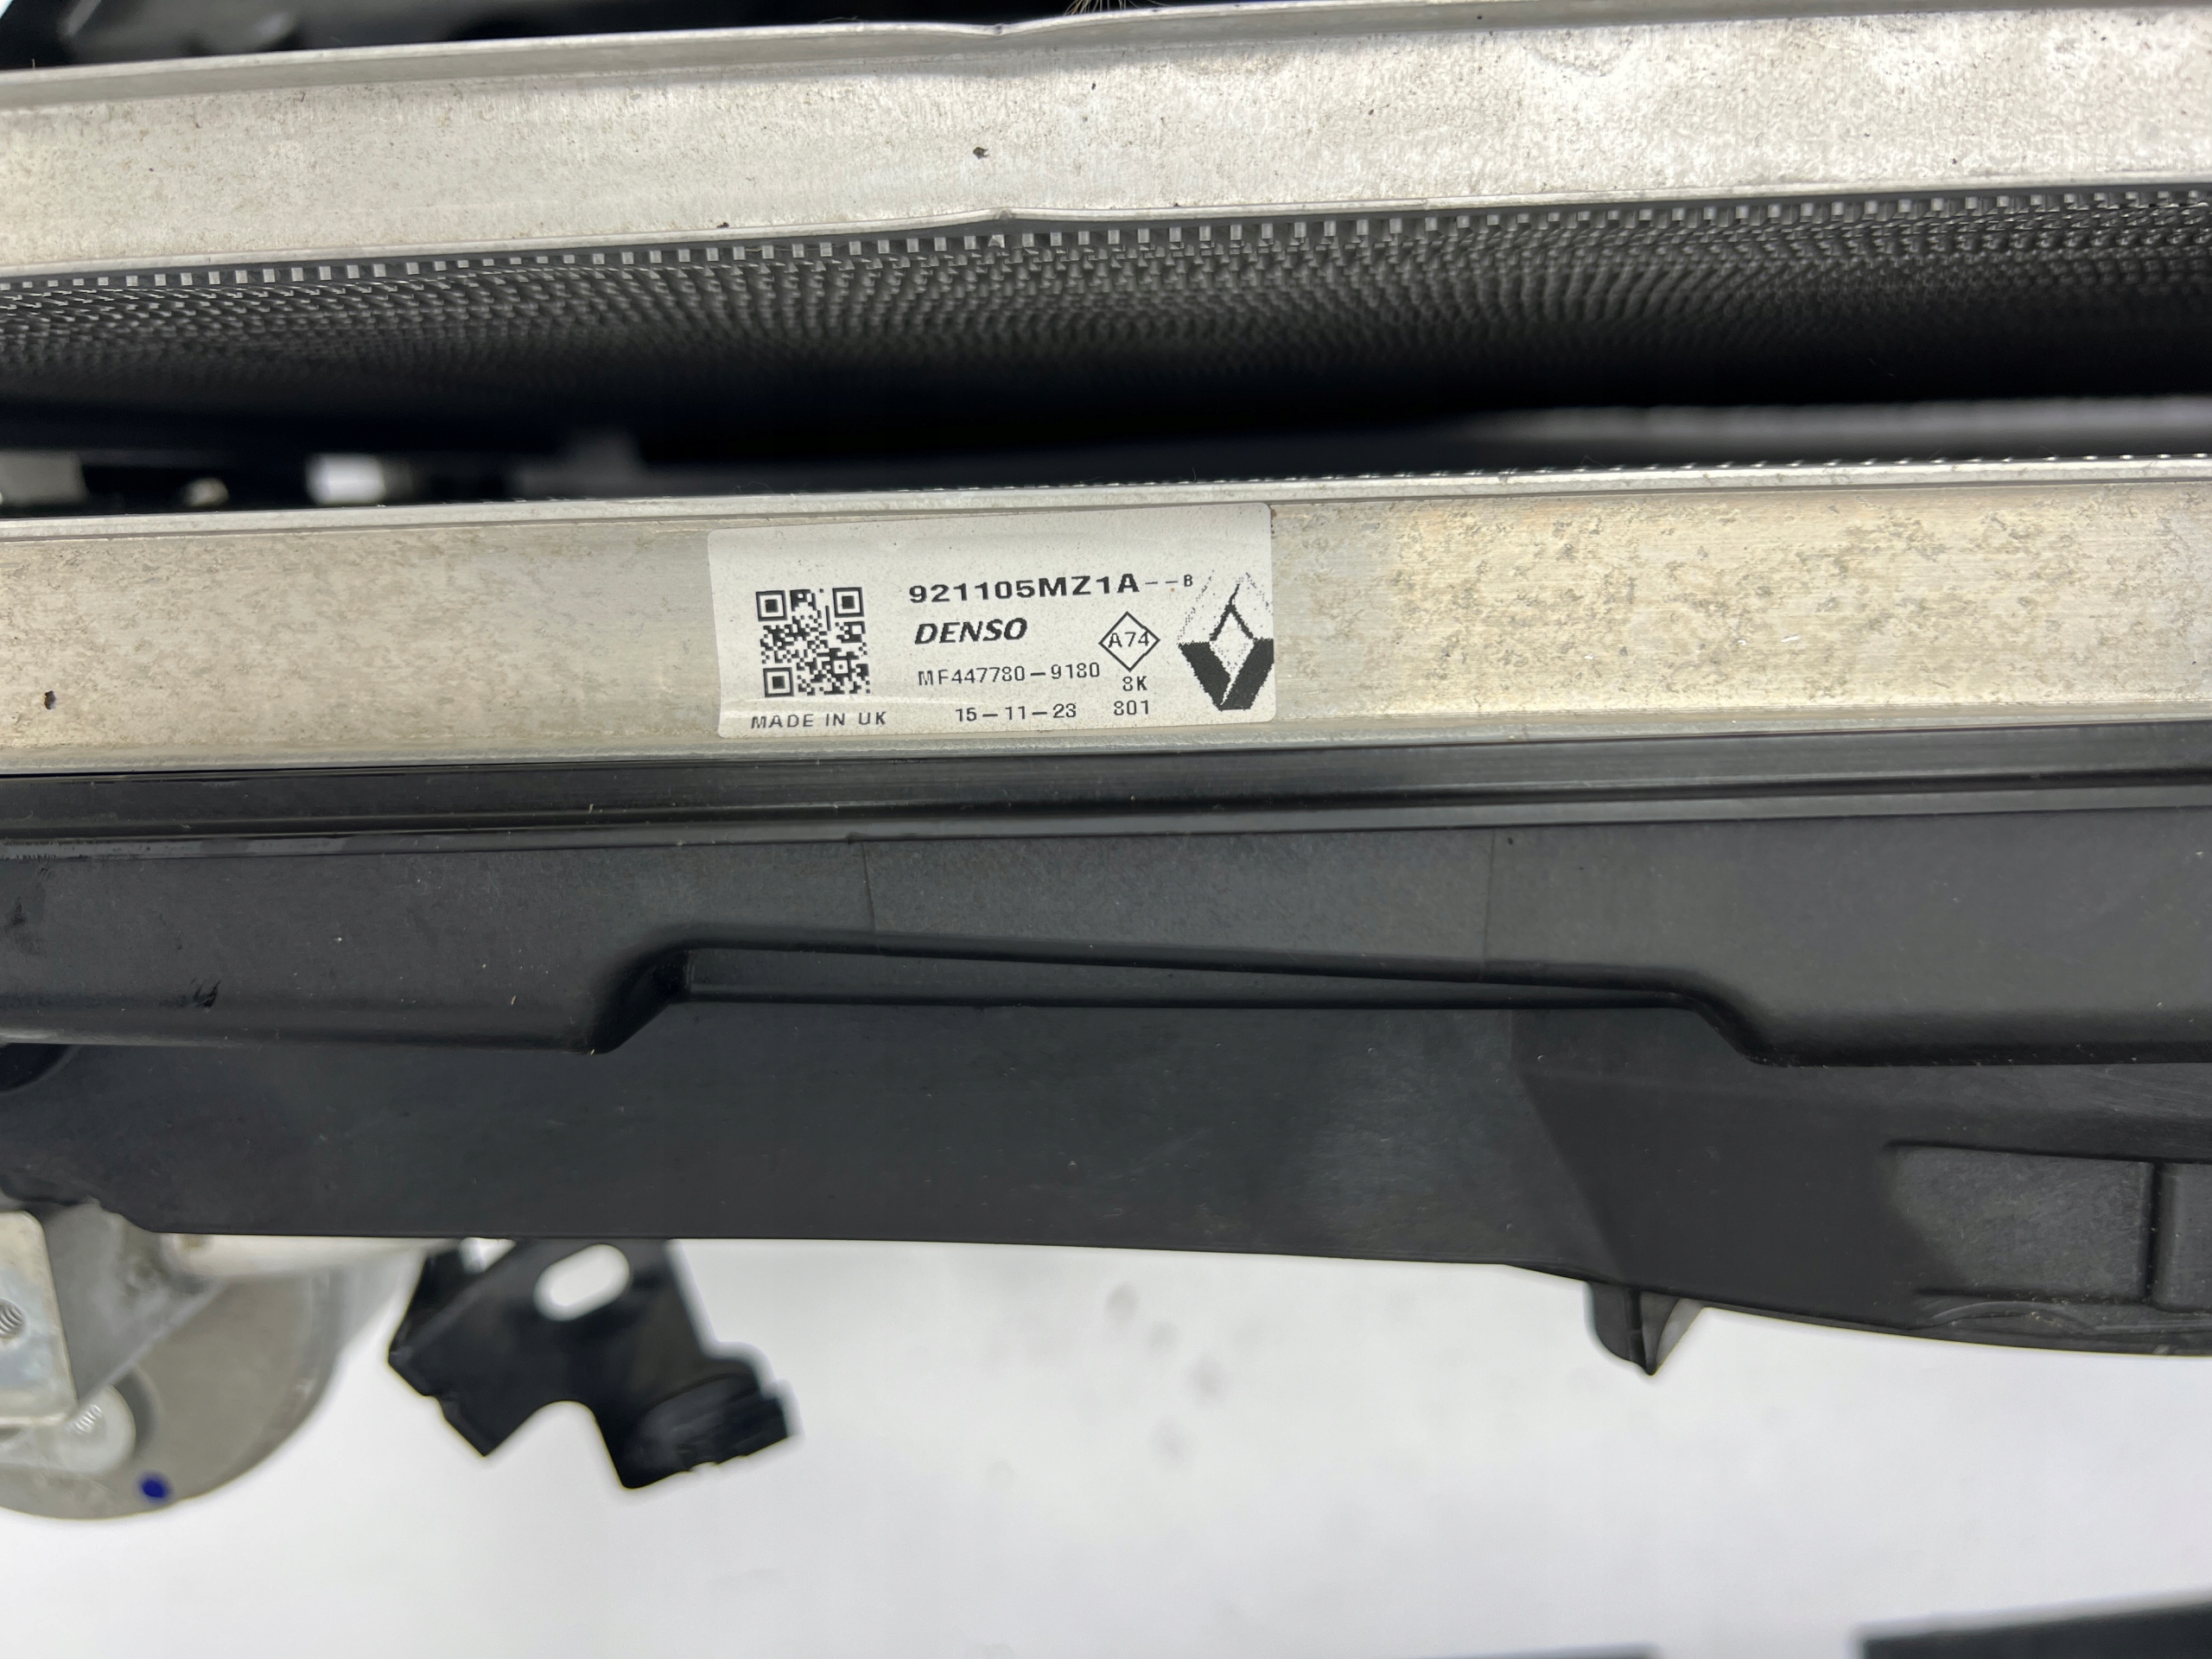 921105MZ1A--B
DENSO
A74
MF447780-9180
8K
MADE IN UK
15-11-23
801